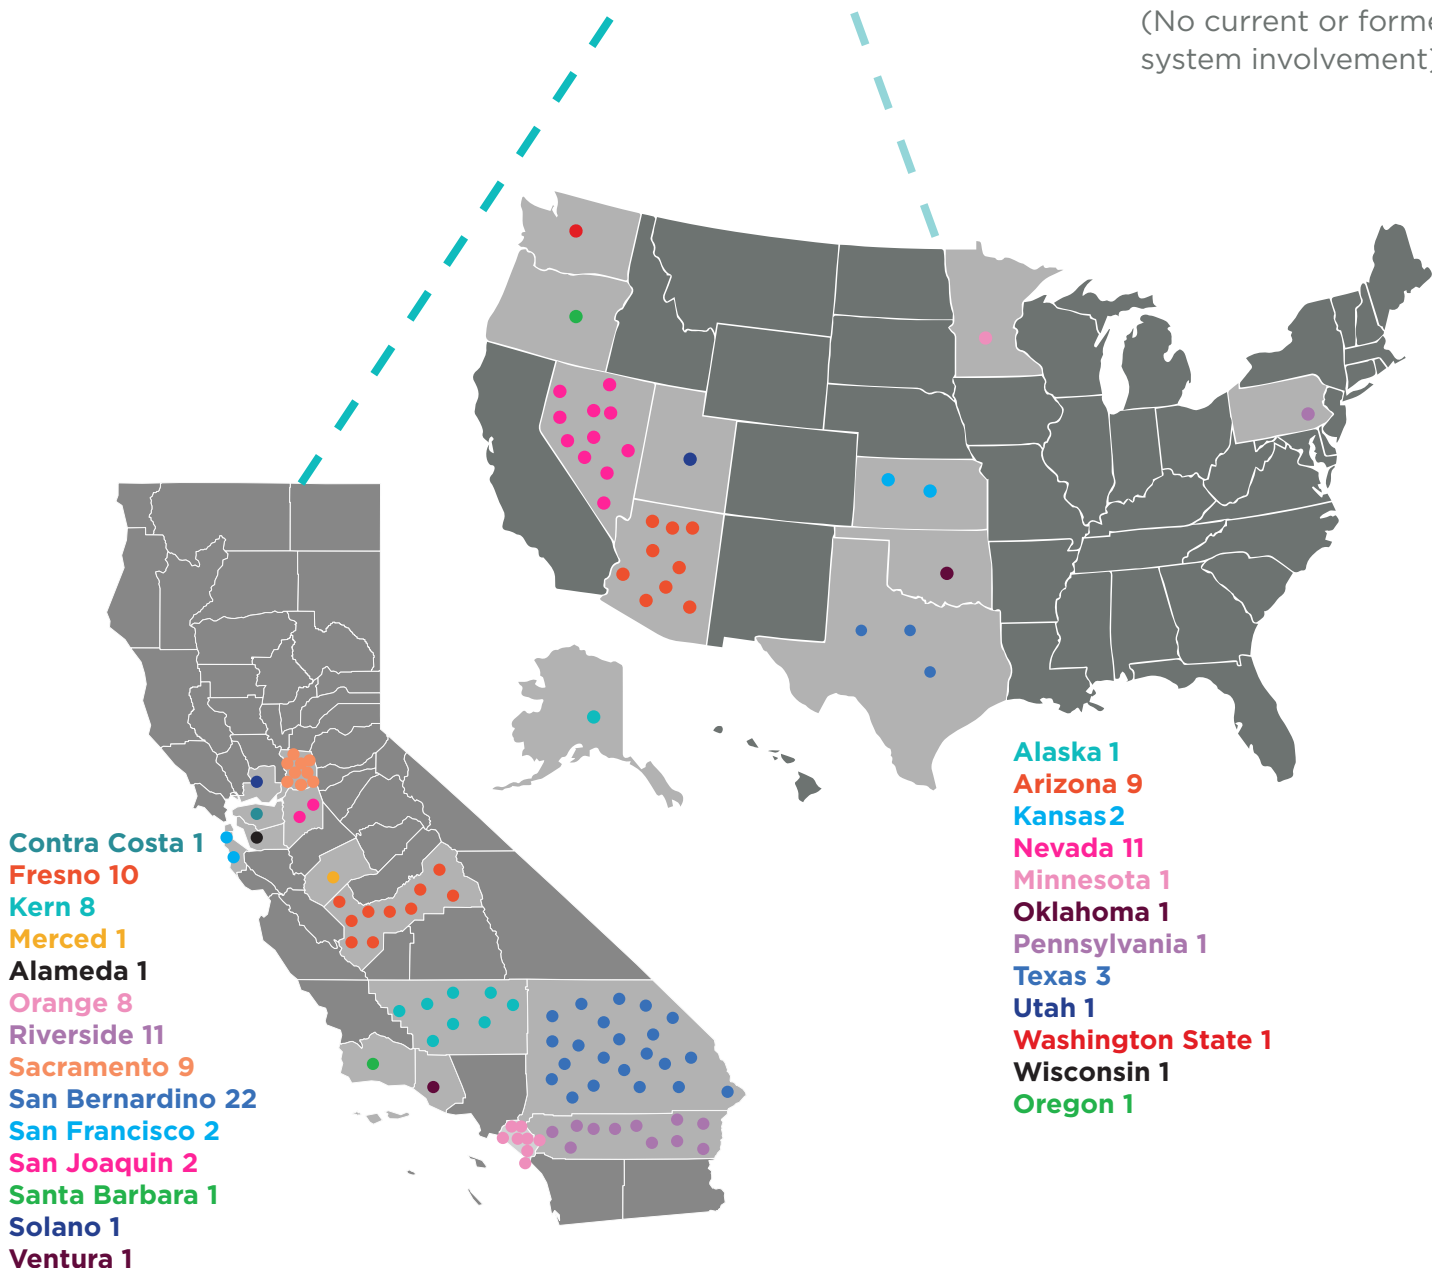 (No current or forme
system involvement)
Alaska 1
Arizona 9
Kansas2
Nevada 11
Minnesota 1
Oklahoma 1
Pennsylvania 1
Texas 3
Utah 1
Washington State 1
Wisconsin 1
Oregon 1
Contra Costa 1
Fresno 10
Kern 8
Merced 1
Alameda 1
Orange 8
Riverside 11
Sacramento 9
San Bernardino 22
San Francisco 2
San Joaquin 2
Santa Barbara 1
Solano 1
Ventura 1